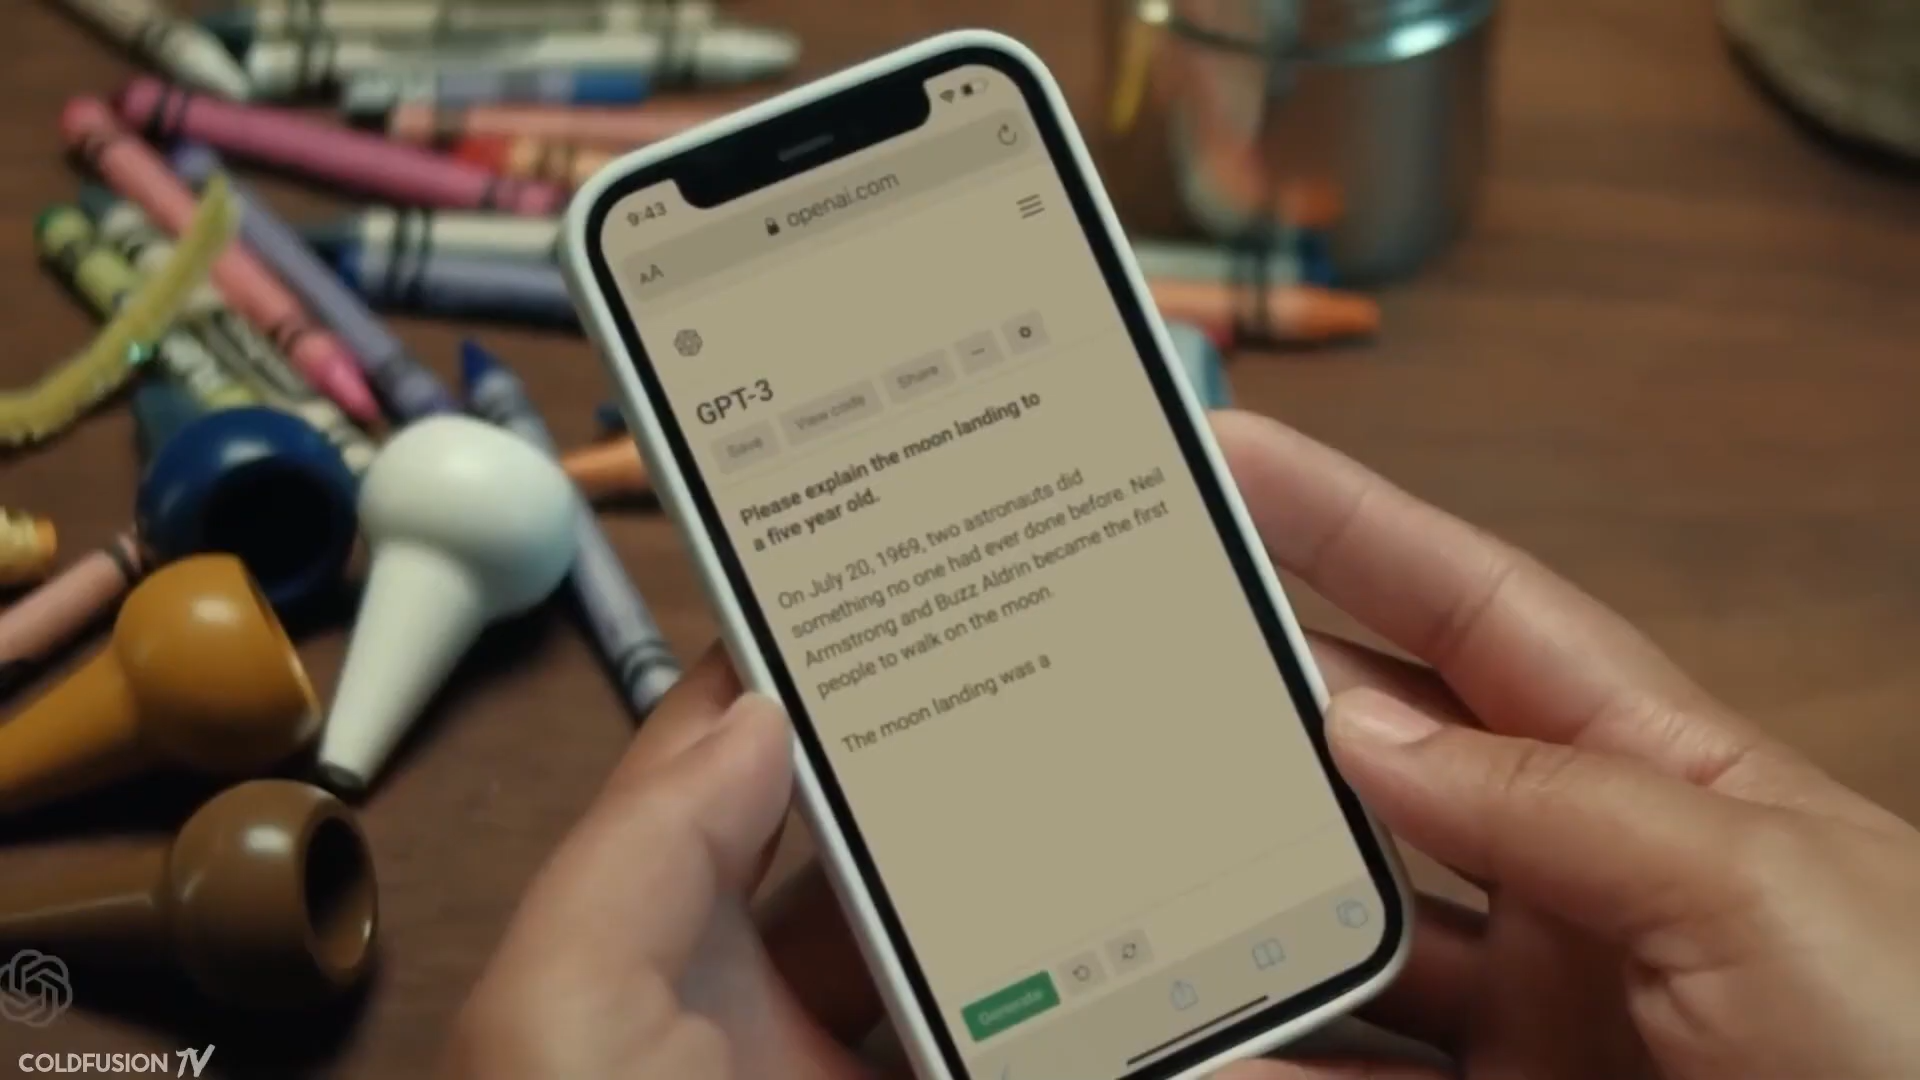 9:43
AA
openai.com
GPT-3
Save
View code
Share
Please explain the moon landing to
a five year old.
On July 20, 1969, two astronauts did
something no one had ever done before. Neil
Armstrong and Buzz Aldrin became the first
people to walk on the moon.
The moon landing was a
Generate
COLDFUSION TV